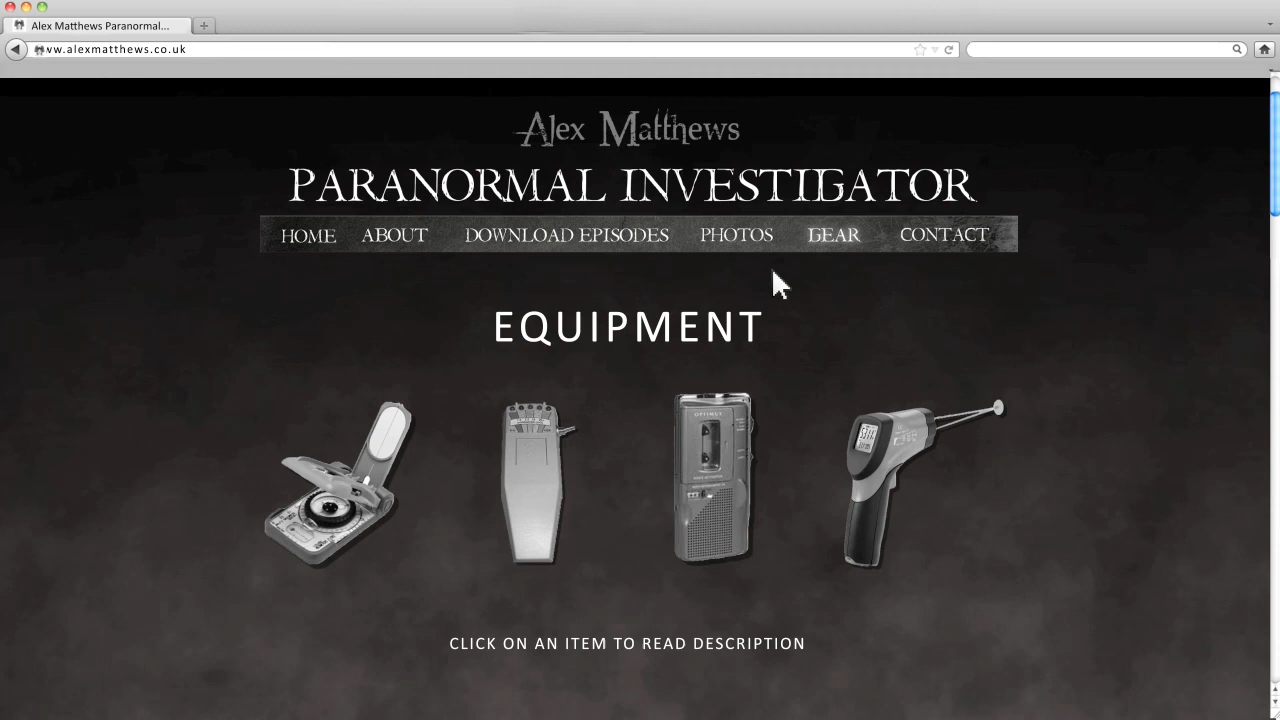 Alex Matthews Paranormal...
vw.alexmatthews.co.uk
Alex Matthews
PARANORMAL INVESTIGATOR
HOME ABOUT DOWNLOAD EPISODES PHOTOS GEAR CONTACT
EQUIPMENT
OPTIMUS
CLICK ON AN ITEM TO READ DESCRIPTION